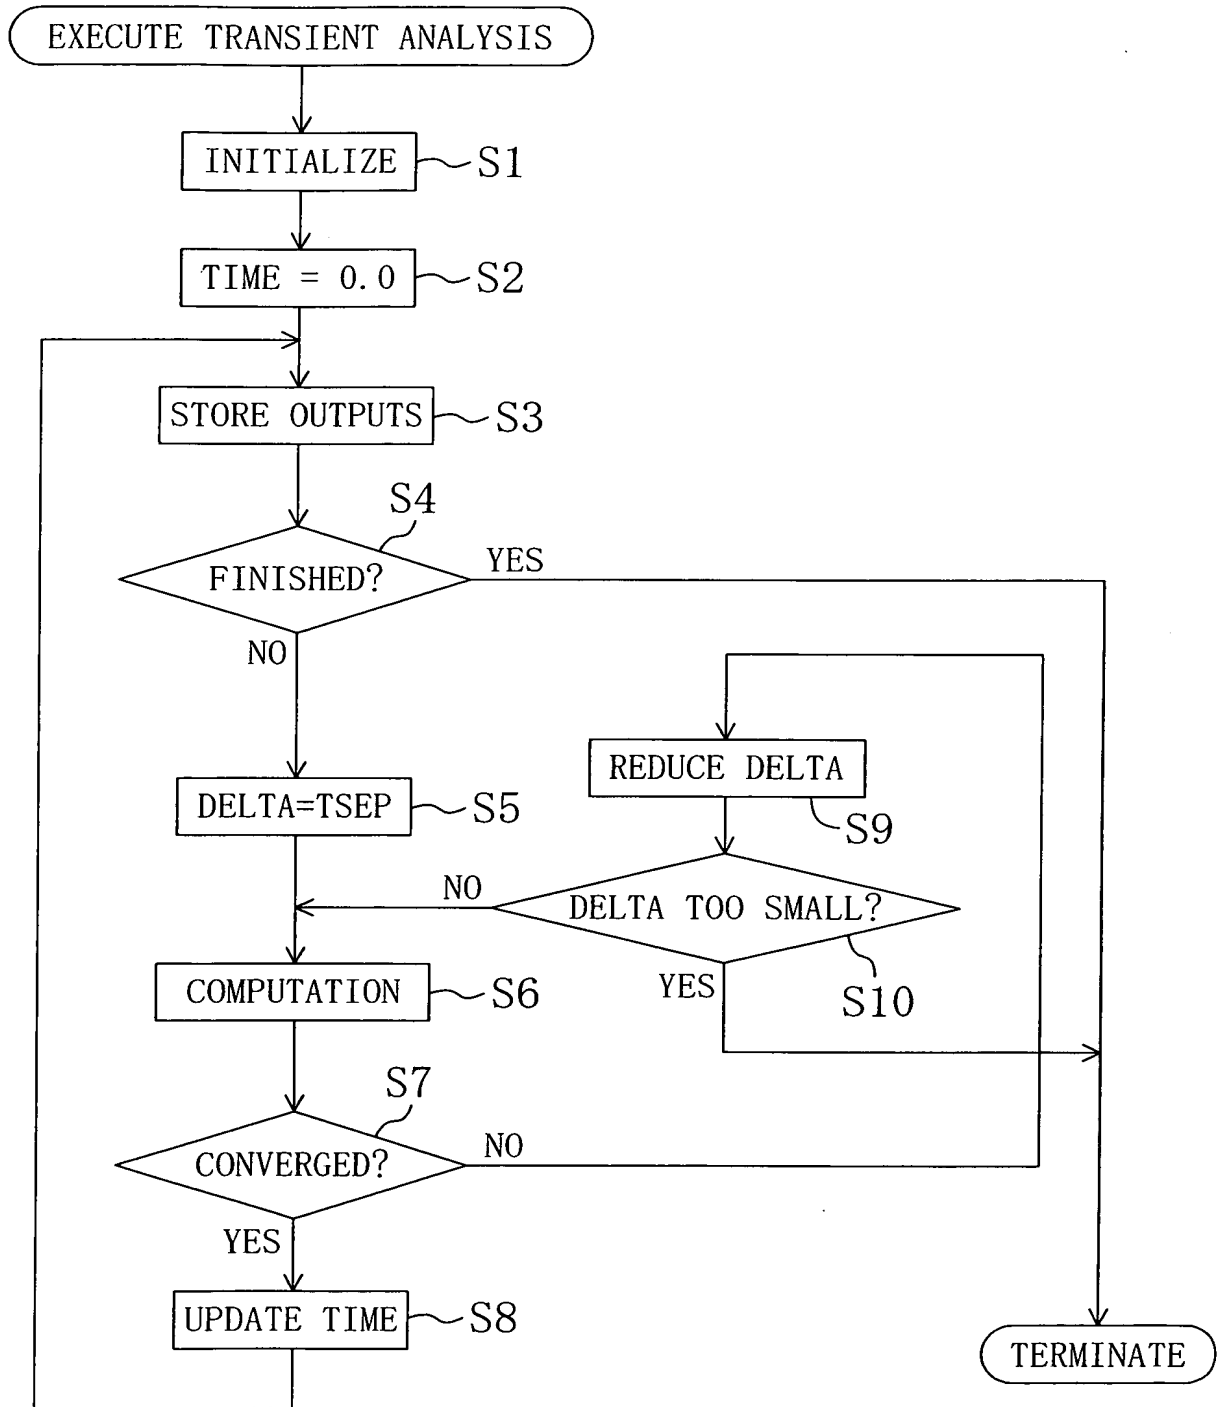 EXECUTE TRANSIENT ANALYSIS
INITIALIZE
S1
TIME = 0.0
S2
STORE OUTPUTS
S3
S4
FINISHED?
YES
NO
REDUCE DELTA
S9
DELTA=TSEP
S5
NO
DELTA TOO SMALL?
YES
S10
COMPUTATION
S6
S7
CONVERGED?
NO
YES
UPDATE TIME
S8
TERMINATE